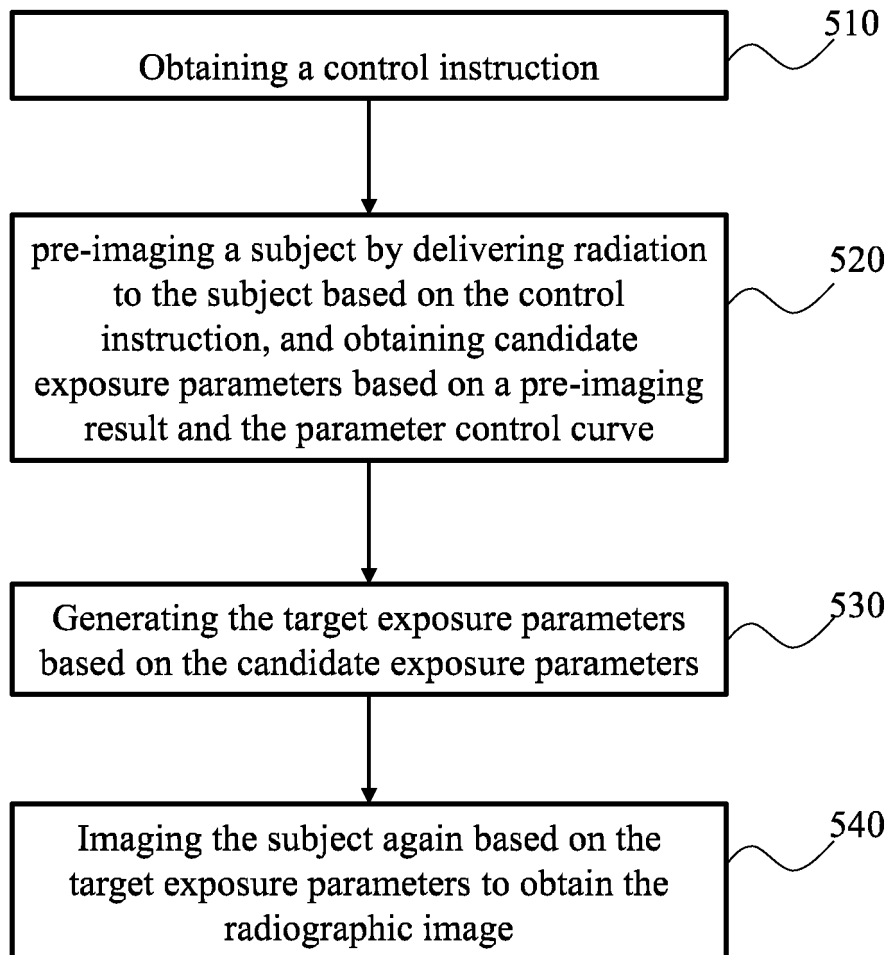 510
Obtaining a control instruction
520
pre-imaging a subject by delivering radiation
to the subject based on the control
instruction, and obtaining candidate
exposure parameters based on a pre-imaging
result and the parameter control curve
530
Generating the target exposure parameters
based on the candidate exposure parameters
540
Imaging the subject again based on the
target exposure parameters to obtain the
radiographic image